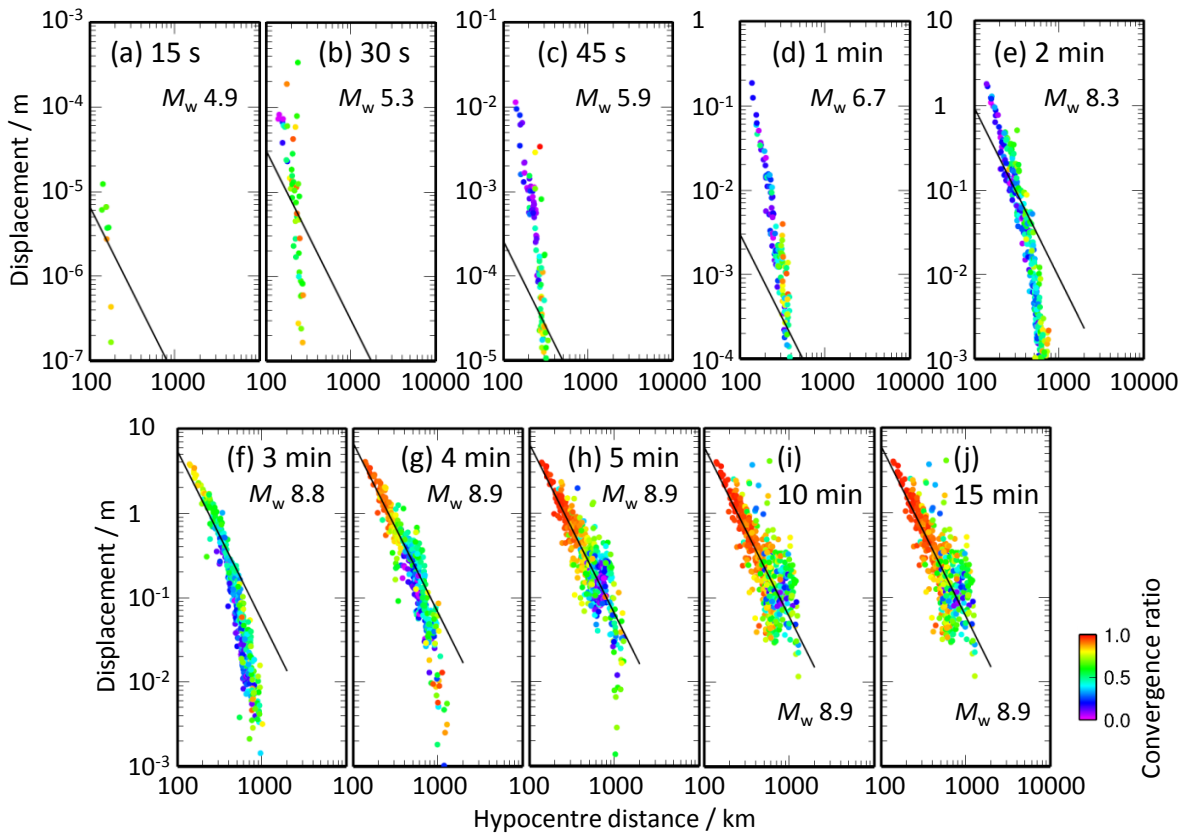 (a) 15 s
(b) 30 s
(c) 45 s
(d) 1 min
(e) 2 min
Mw 4.9
Mw 5.3
Mw 5.9
Mw 6.7
Mw 8.3
10-3
10-4
10-5
10-6
10-7
10-1
10-2
10-3
10-4
10-5
1
10-1
10-2
10-3
10-4
10
1
10-1
10-2
10-3
Displacement / m
100 1000 100 1000 10000
100 1000 10000
100 1000 10000
100 1000 10000
(f) 3 min
(g) 4 min
(h) 5 min
(i)
10 min
(j)
15 min
Mw 8.8
Mw 8.9
Mw 8.9
Mw 8.9
Mw 8.9
10
1
10-1
10-2
10-3
Displacement / m
100 1000 100 1000 100 1000 100 1000 100 1000 10000
Hypocentre distance / km
1.0
0.5
0.0
Convergence ratio